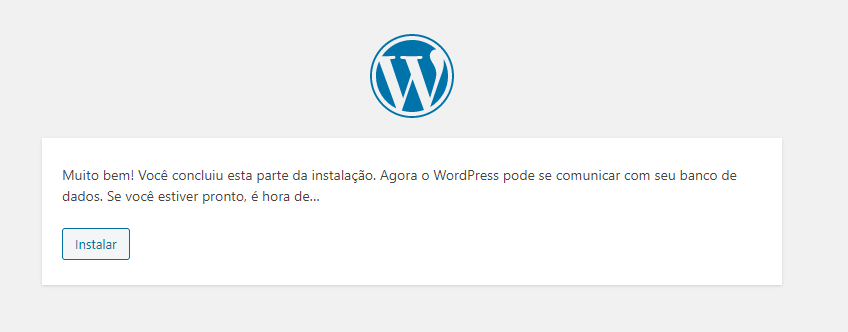 Muito bem! Você concluiu esta parte da instalação. Agora o WordPress pode se comunicar com seu banco de
dados. Se você estiver pronto, é hora de…
Instalar